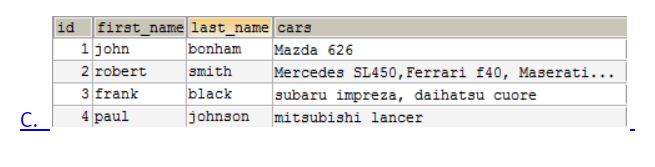 id first_name last_name cars
1 john bonham Mazda 626
2 robert smith Mercedes SL450,Ferrari f40, Maserati...
3 frank black subaru impreza, daihatsu cuore
C. 4 paul johnson mitsubishi lancer